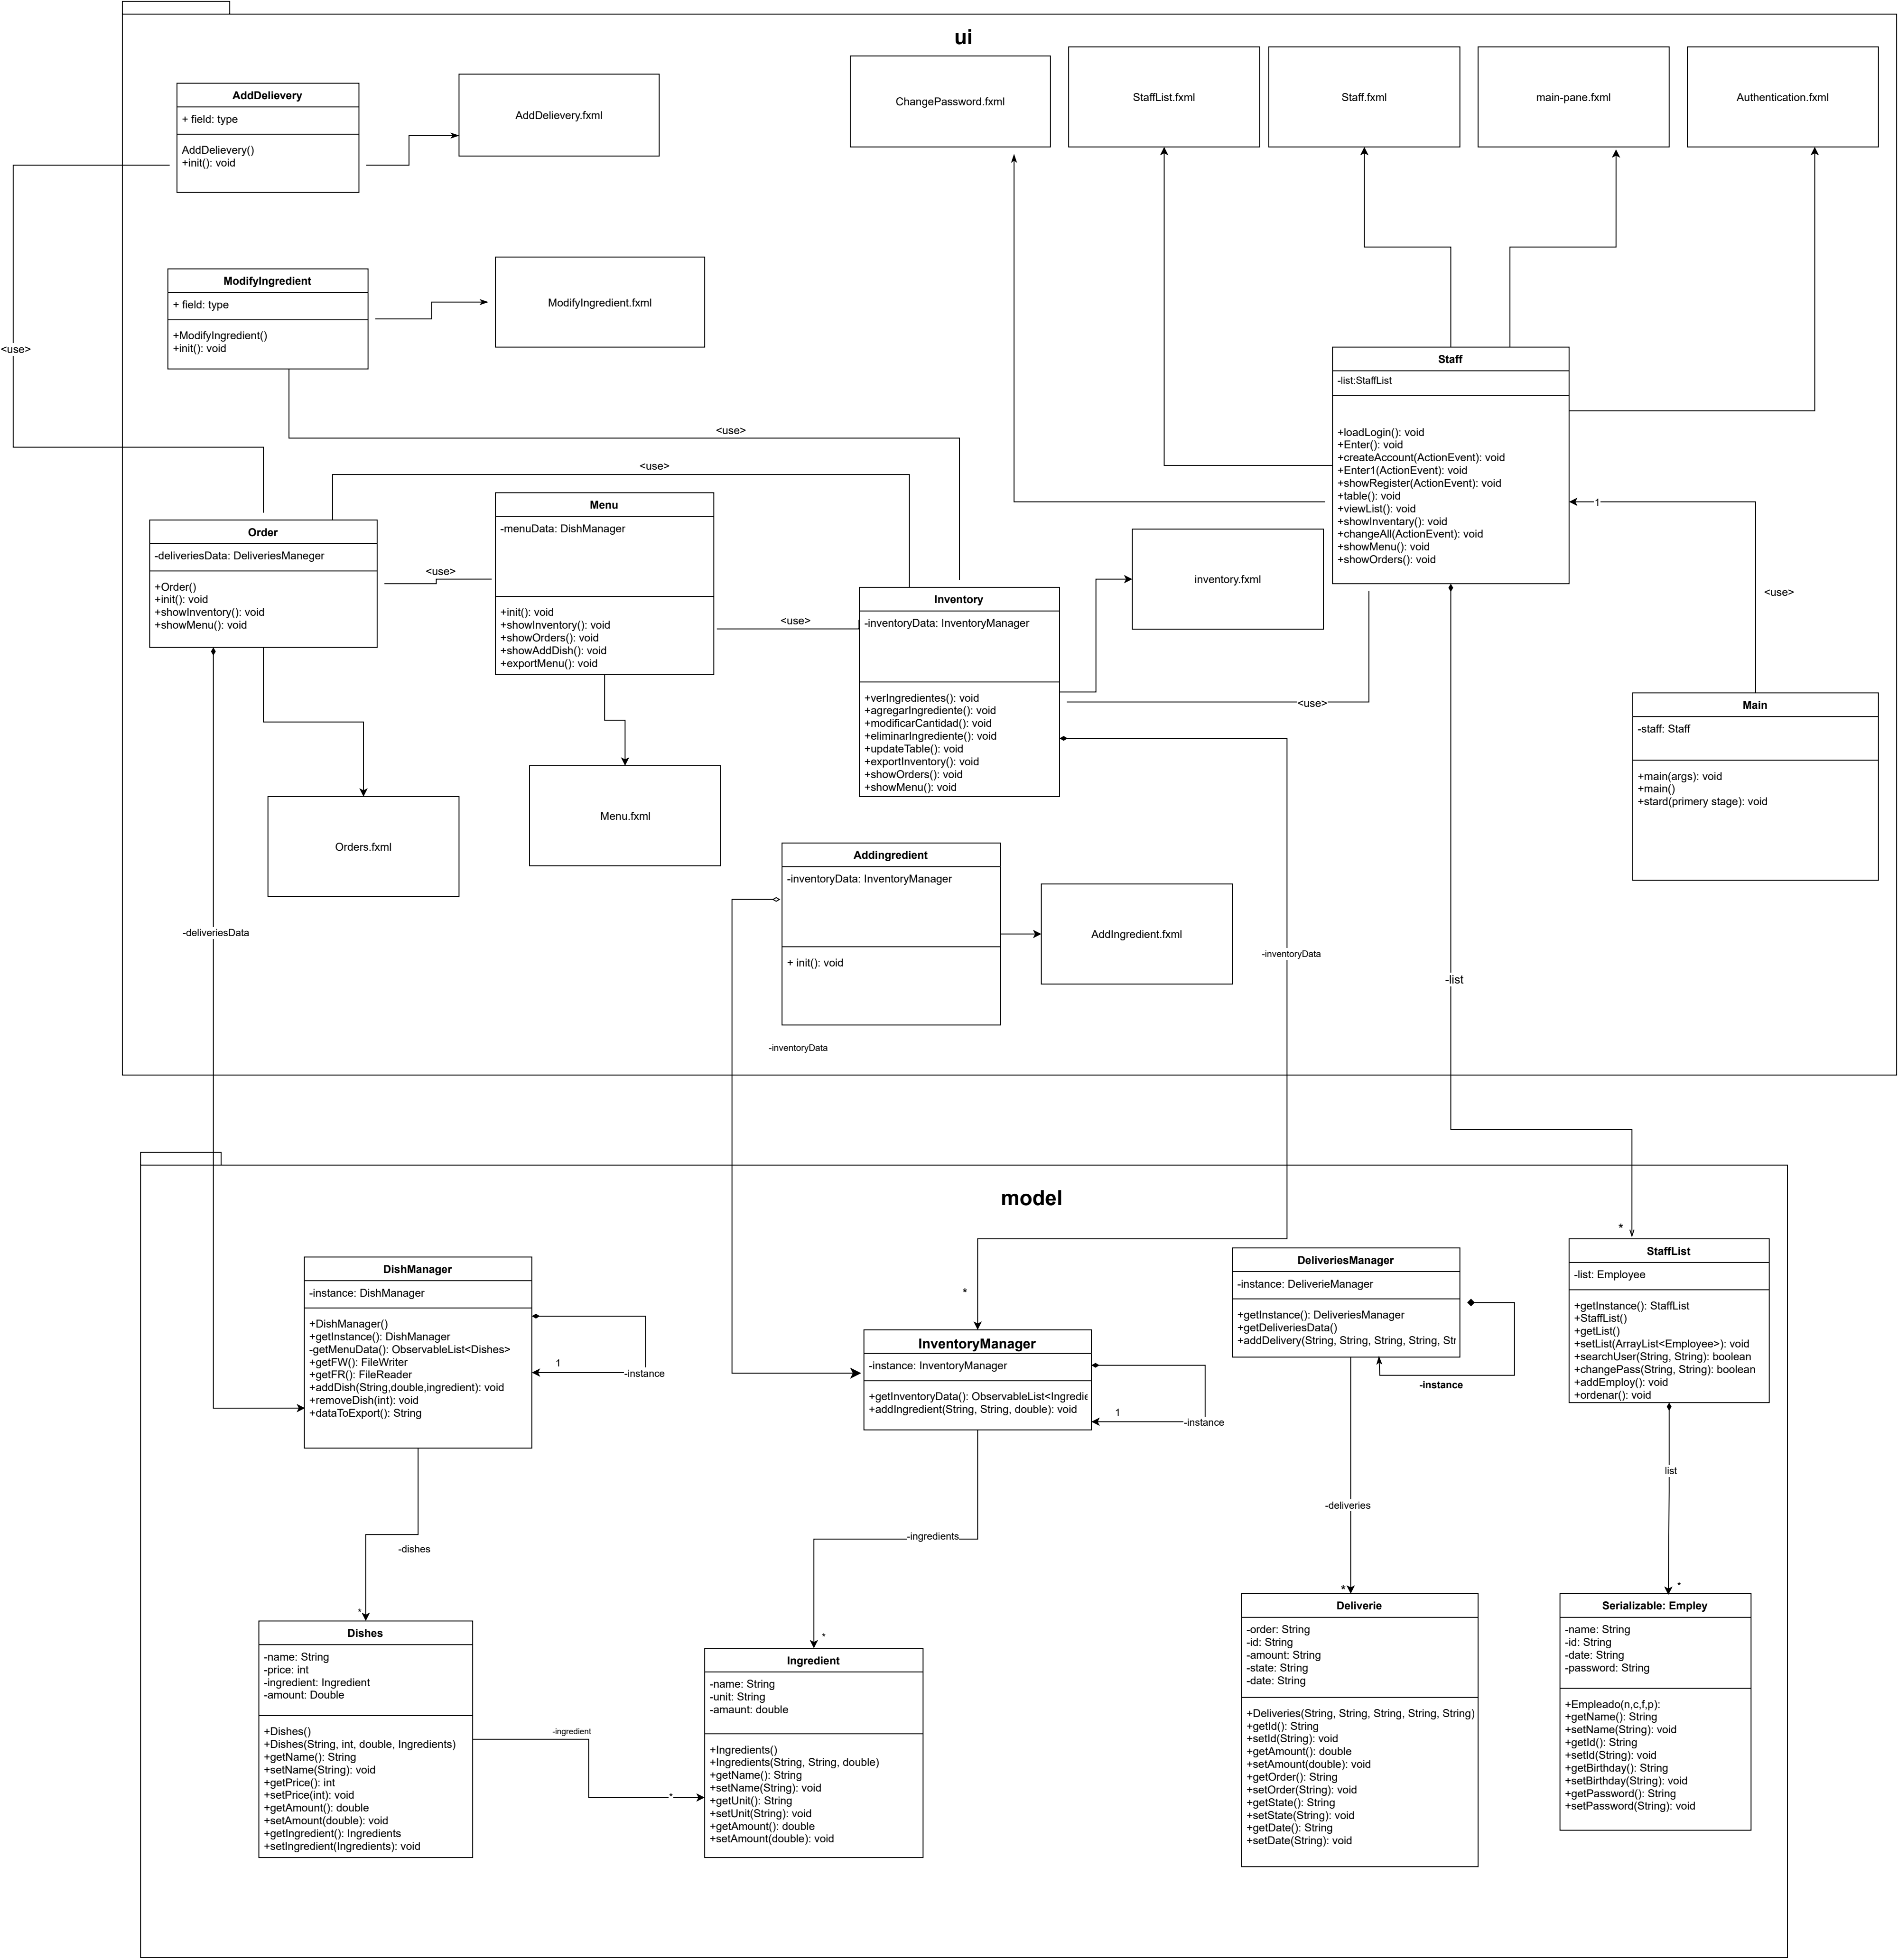 ui
AddDelievery
+ field: type
AddDelievery()
+init(): void
AddDelievery.fxml
ChangePassword.fxml
StaffList.fxml
Staff.fxml
main-pane.fxml
Authentication.fxml
ModifyIngredient
+ field: type
+ModifyIngredient()
+init(): void
ModifyIngredient.fxml
<use>
<use>
<use>
Staff
-list:StaffList
+loadLogin(): void
+Enter(): void
+createAccount(ActionEvent): void
+Enter1(ActionEvent): void
+showRegister(ActionEvent): void
+table(): void
+viewList(): void
+showInventary(): void
+changeAll(ActionEvent): void
+showMenu(): void
+showOrders(): void
1
<use>
Order
-deliveriesData: DeliveriesManeger
+Order()
+init(): void
+showInventory(): void
+showMenu(): void
<use>
Menu
-menuData: DishManager
+init(): void
+showInventory(): void
+showOrders(): void
+showAddDish(): void
+exportMenu(): void
<use>
Inventory
-inventoryData: InventoryManager
+verIngredientes(): void
+agregarIngrediente(): void
+modificarCantidad(): void
+eliminarIngrediente(): void
+updateTable(): void
+exportInventory(): void
+showOrders(): void
+showMenu(): void
inventory.fxml
<use>
Main
-staff: Staff
+main(args): void
+main()
+stard(primery stage): void
Orders.fxml
Menu.fxml
Addingredient
-inventoryData: InventoryManager
+ init(): void
AddIngredient.fxml
-deliveriesData
-inventoryData
-list
-inventoryData
model
DishManager
-instance: DishManager
+DishManager()
+getInstance(): DishManager
-getMenuData(): ObservableList<Dishes>
+getFW(): FileWriter
+getFR(): FileReader
+addDish(String,double,ingredient): void
+removeDish(int): void
+dataToExport(): String
1
-instance
*
InventoryManager
-instance: InventoryManager
+getInventoryData(): ObservableList<Ingredie
+addIngredient(String, String, double): void
1
-instance
DeliveriesManager
-instance: DeliverieManager
+getInstance(): DeliveriesManager
+getDeliveriesData()
+addDelivery(String, String, String, String, Str
-instance
*
StaffList
-list: Employee
+getInstance(): StaffList
+StaffList()
+getList()
+setList(ArrayList<Employee>): void
+searchUser(String, String): boolean
+changePass(String, String): boolean
+addEmploy(): void
+ordenar(): void
-dishes
*
-ingredients
*
-deliveries
*
list
*
Dishes
-name: String
-price: int
-ingredient: Ingredient
-amount: Double
+Dishes()
+Dishes(String, int, double, Ingredients)
+getName(): String
+setName(String): void
+getPrice(): int
+setPrice(int): void
+getAmount(): double
+setAmount(double): void
+getIngredient(): Ingredients
+setIngredient(Ingredients): void
-ingredient
*
Ingredient
-name: String
-unit: String
-amaunt: double
+Ingredients()
+Ingredients(String, String, double)
+getName(): String
+setName(String): void
+getUnit(): String
+setUnit(String): void
+getAmount(): double
+setAmount(double): void
Deliverie
-order: String
-id: String
-amount: String
-state: String
-date: String
+Deliveries(String, String, String, String, String)
+getId(): String
+setId(String): void
+getAmount(): double
+setAmount(double): void
+getOrder(): String
+setOrder(String): void
+getState(): String
+setState(String): void
+getDate(): String
+setDate(String): void
Serializable: Empley
-name: String
-id: String
-date: String
-password: String
+Empleado(n,c,f,p):
+getName(): String
+setName(String): void
+getId(): String
+setId(String): void
+getBirthday(): String
+setBirthday(String): void
+getPassword(): String
+setPassword(String): void